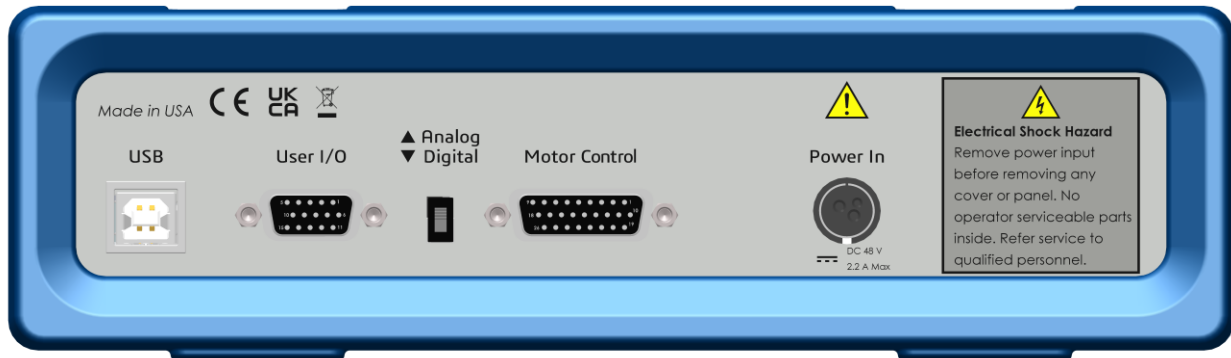 Made in USA CE UK CA
USB
User I/O
▲ Analog
▼ Digital
Motor Control
Power In
DC 48 V
2.2 A Max
Electrical Shock Hazard
Remove power input
before removing any
cover or panel. No
operator serviceable parts
inside. Refer service to
qualified personnel.